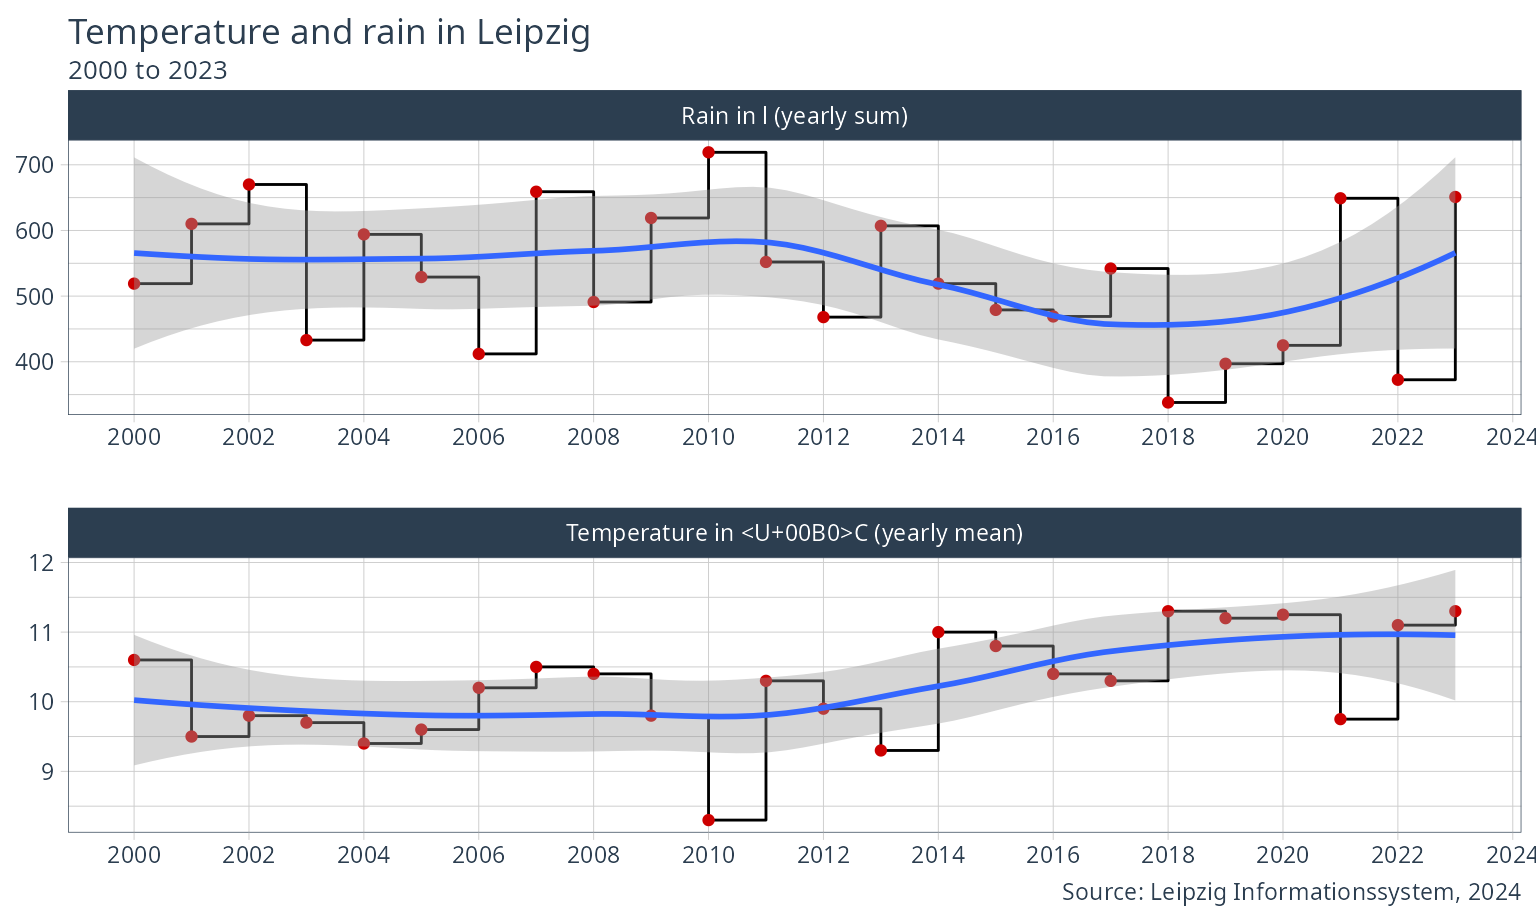 Temperature and rain in Leipzig
2000 to 2023
Rain in l (yearly sum)
700
600
500
400
2000 2002 2004 2006 2008 2010 2012 2014 2016 2018 2020 2022 2024
Temperature in <U+00B0>C (yearly mean)
12
11
10
9
2000 2002 2004 2006 2008 2010 2012 2014 2016 2018 2020 2022 2024
Source: Leipzig Informationssystem, 2024